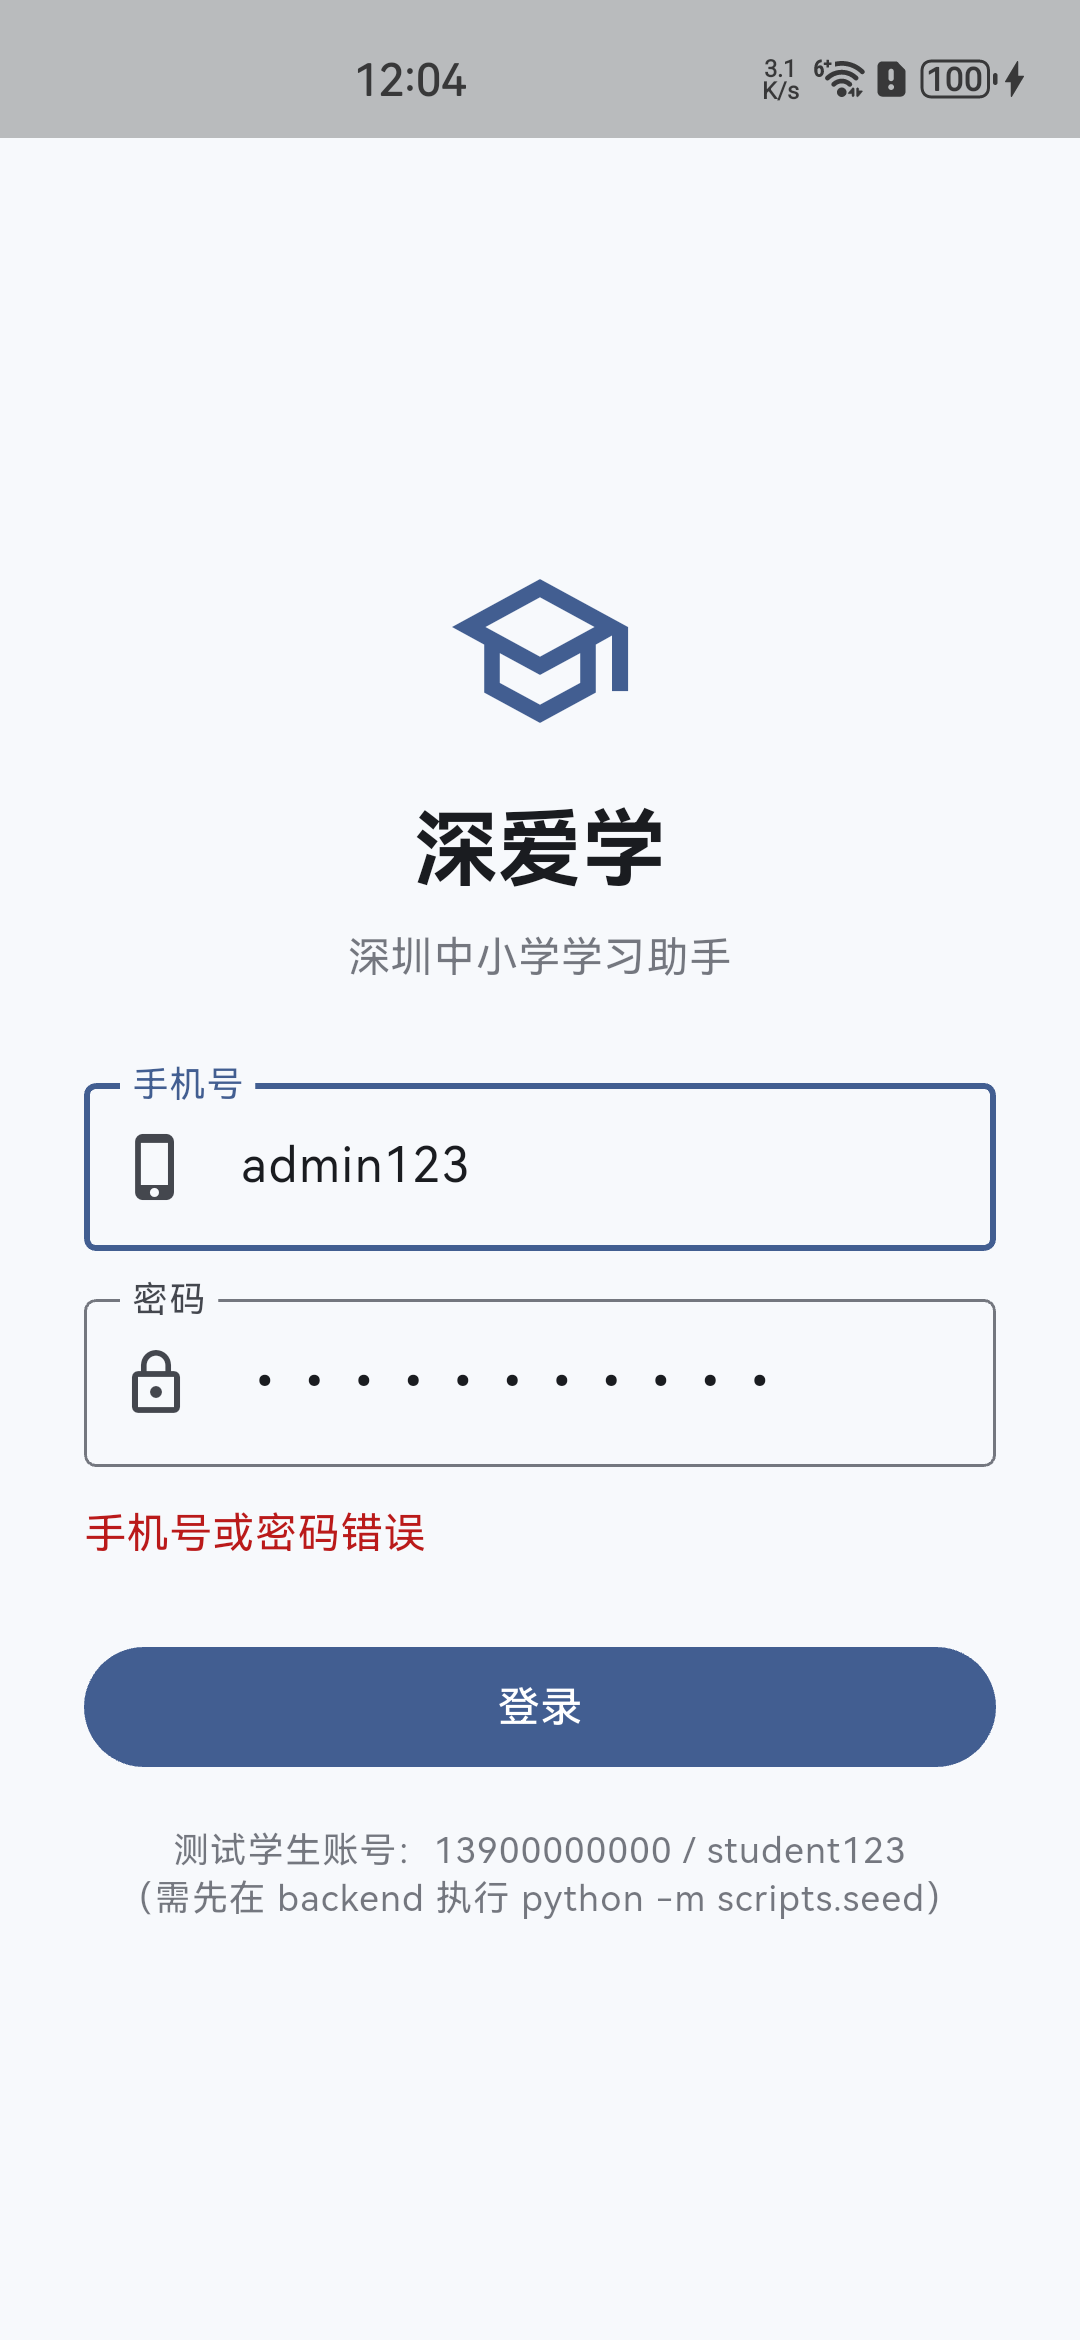 12:04
3.1 K/s
6+
100
深爱学
深圳中小学学习助手
手机号
admin123
密码
•••••••••••
手机号或密码错误
登录
测试学生账号：13900000000 / student123
（需先在 backend 执行 python -m scripts.seed）